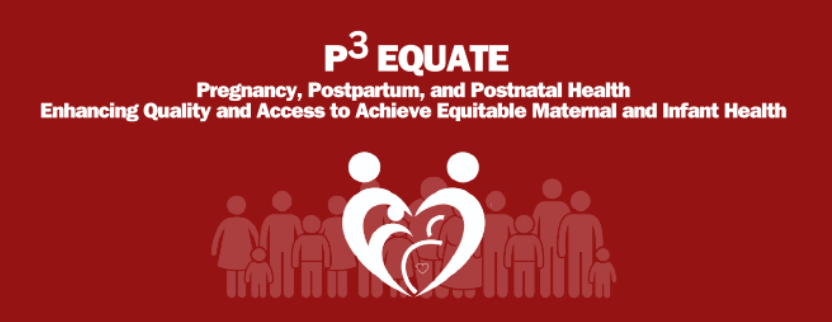 P³ EQUATE
Pregnancy, Postpartum, and Postnatal Health
Enhancing Quality and Access to Achieve Equitable Maternal and Infant Health